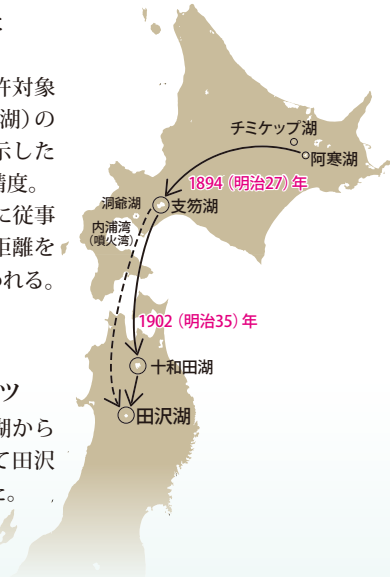 許対象
湖）の
示した
精度。
に従事
距離を
われる。
ツ
湖から
て田沢
た。
チミケップ湖
阿寒湖
1894（明治27）年
洞爺湖
支笏湖
内浦湾
（噴火湾）
1902（明治35）年
十和田湖
田沢湖